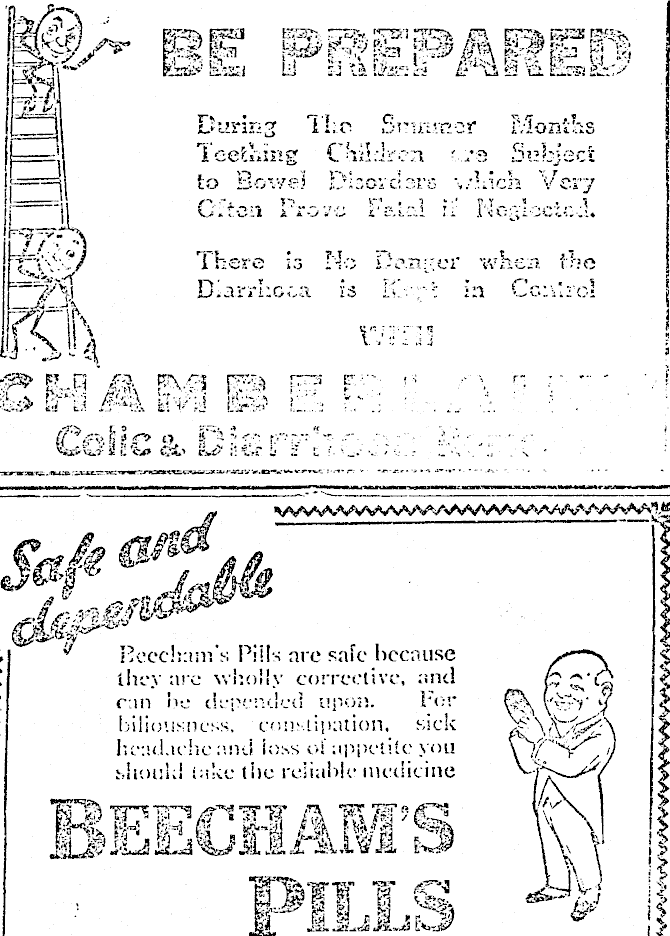 BE PREPARED
During The Summer Months
Teething Children are Subject
to Bowel Disorders which Very
Often Prove Fatal if Neglected.
There is No Danger when the
Diarrhoea is Kept in Control
WITH
CHAMBERLAIN'S
Colic & Diarrhoea
Safe and
dependable
Beecham's Pills are safe because
they are wholly corrective, and
can be depended upon. For
biliousness, constipation, sick
headache and loss of appetite you
should take the reliable medicine
BEECHAM'S
PILLS